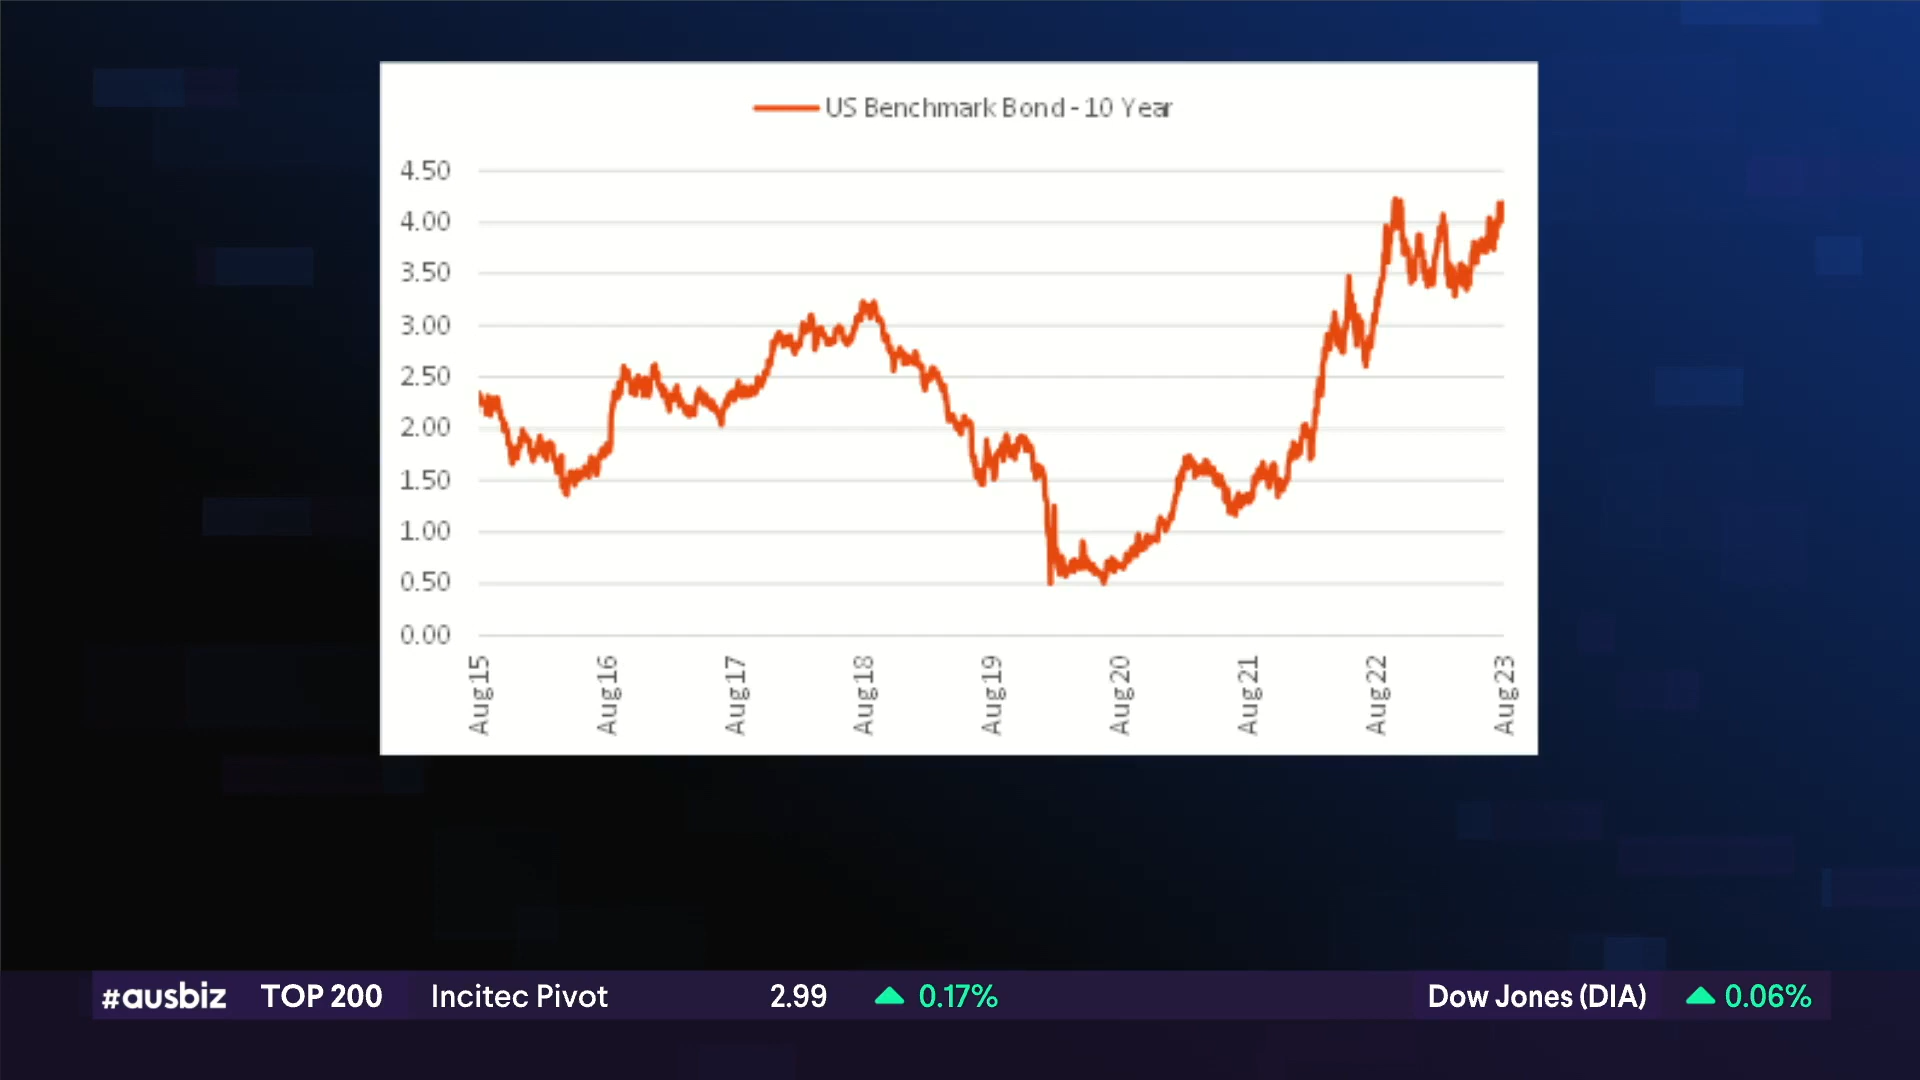 US Benchmark Bond - 10 Year
4.50
4.00
3.50
3.00
2.50
2.00
1.50
1.00
0.50
0.00
Aug15
Aug16
Aug17
Aug18
Aug19
Aug20
Aug21
Aug22
Aug23
#ausbiz TOP 200 Incitec Pivot 2.99 0.17% Dow Jones (DIA) 0.06%